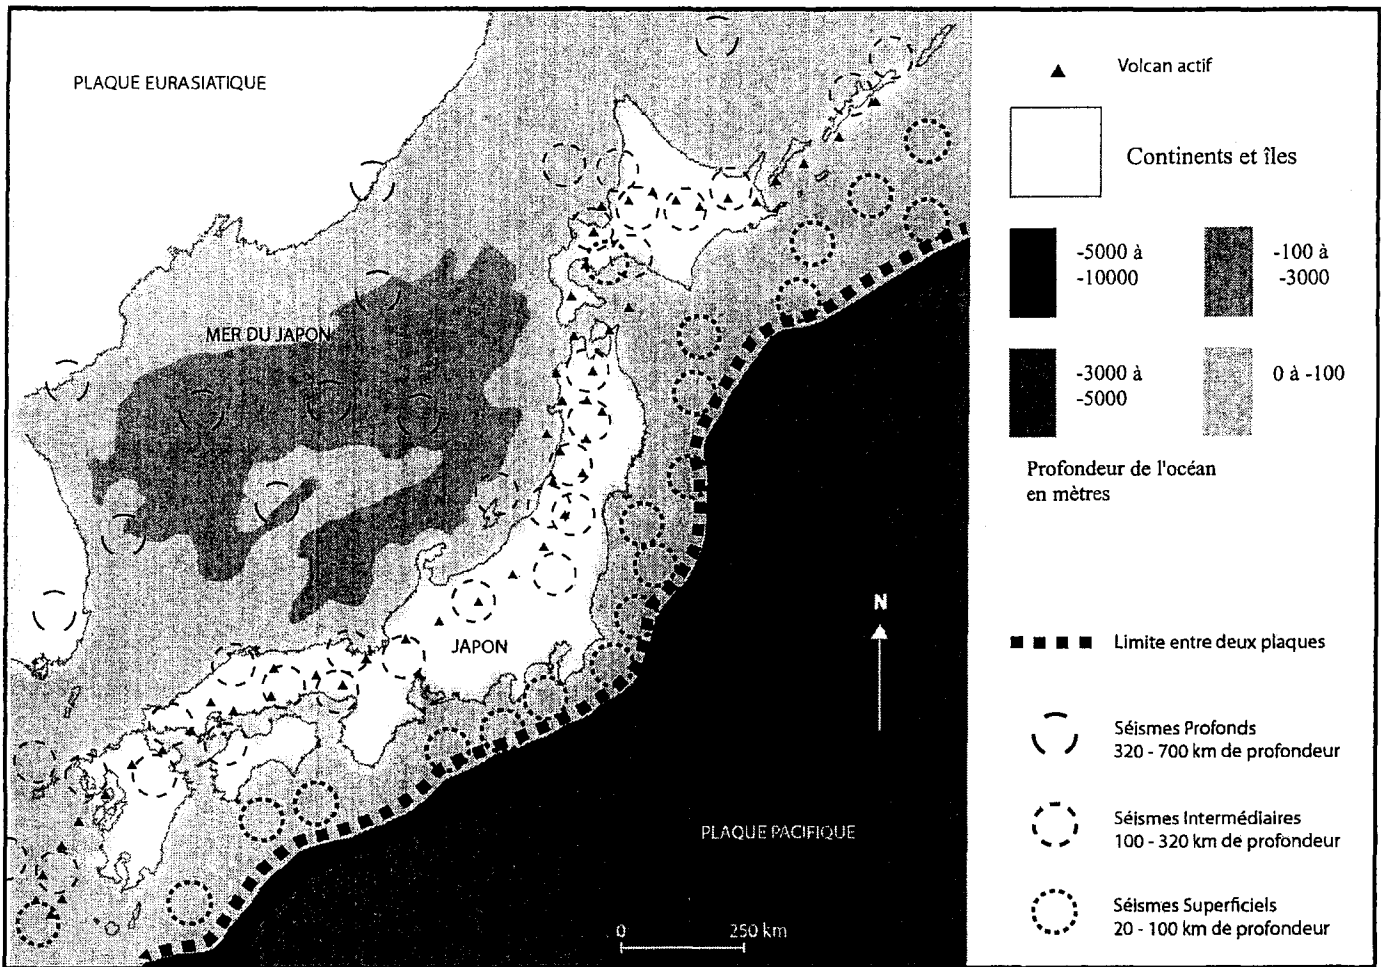 PLAQUE EURASIATIQUE
MER DU JAPON
JAPON
PLAQUE PACIFIQUE
N
0 250 km
Volcan actif
Continents et îles
-5000 à
-10000
-100 à
-3000
-3000 à
-5000
0 à -100
Profondeur de l'océan
en mètres
Limite entre deux plaques
Séismes Profonds
320 - 700 km de profondeur
Séismes Intermédiaires
100 - 320 km de profondeur
Séismes Superficiels
20 - 100 km de profondeur